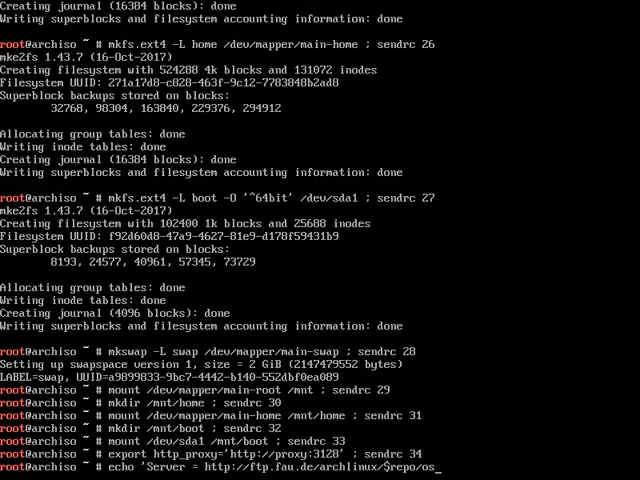 Creating journal (16384 blocks): done
Writing superblocks and filesystem accounting information: done
root@archiso ~ # mkfs.ext4 -L home /dev/mapper/main-home ; sendrc 26
mke2fs 1.43.7 (16-Oct-2017)
Creating filesystem with 524288 4k blocks and 131072 inodes
Filesystem UUID: 271a17d8-c828-463f-9c12-7783848b2ad8
Superblock backups stored on blocks:
32768, 98304, 163840, 229376, 294912
Allocating group tables: done
Writing inode tables: done
Creating journal (16384 blocks): done
Writing superblocks and filesystem accounting information: done
root@archiso ~ # mkfs.ext4 -L boot -O '^64bit' /dev/sda1 ; sendrc 27
mke2fs 1.43.7 (16-Oct-2017)
Creating filesystem with 102400 1k blocks and 25688 inodes
Filesystem UUID: f92d60d8-47a9-4627-81e9-d178f59431b9
Superblock backups stored on blocks:
8193, 24577, 40961, 57345, 73729
Allocating group tables: done
Writing inode tables: done
Creating journal (4096 blocks): done
Writing superblocks and filesystem accounting information: done
root@archiso ~ # mkswap -L swap /dev/mapper/main-swap ; sendrc 28
Setting up swapspace version 1, size = 2 GiB (2147479552 bytes)
LABEL=swap, UUID=a9899833-9bc7-4442-b140-552dbf0ea089
root@archiso ~ # mount /dev/mapper/main-root /mnt ; sendrc 29
root@archiso ~ # mkdir /mnt/home ; sendrc 30
root@archiso ~ # mount /dev/mapper/main-home /mnt/home ; sendrc 31
root@archiso ~ # mkdir /mnt/boot ; sendrc 32
root@archiso ~ # mount /dev/sda1 /mnt/boot ; sendrc 33
root@archiso ~ # export http_proxy='http://proxy:3128' ; sendrc 34
root@archiso ~ # echo 'Server = http://ftp.fau.de/archlinux/$repo/os_